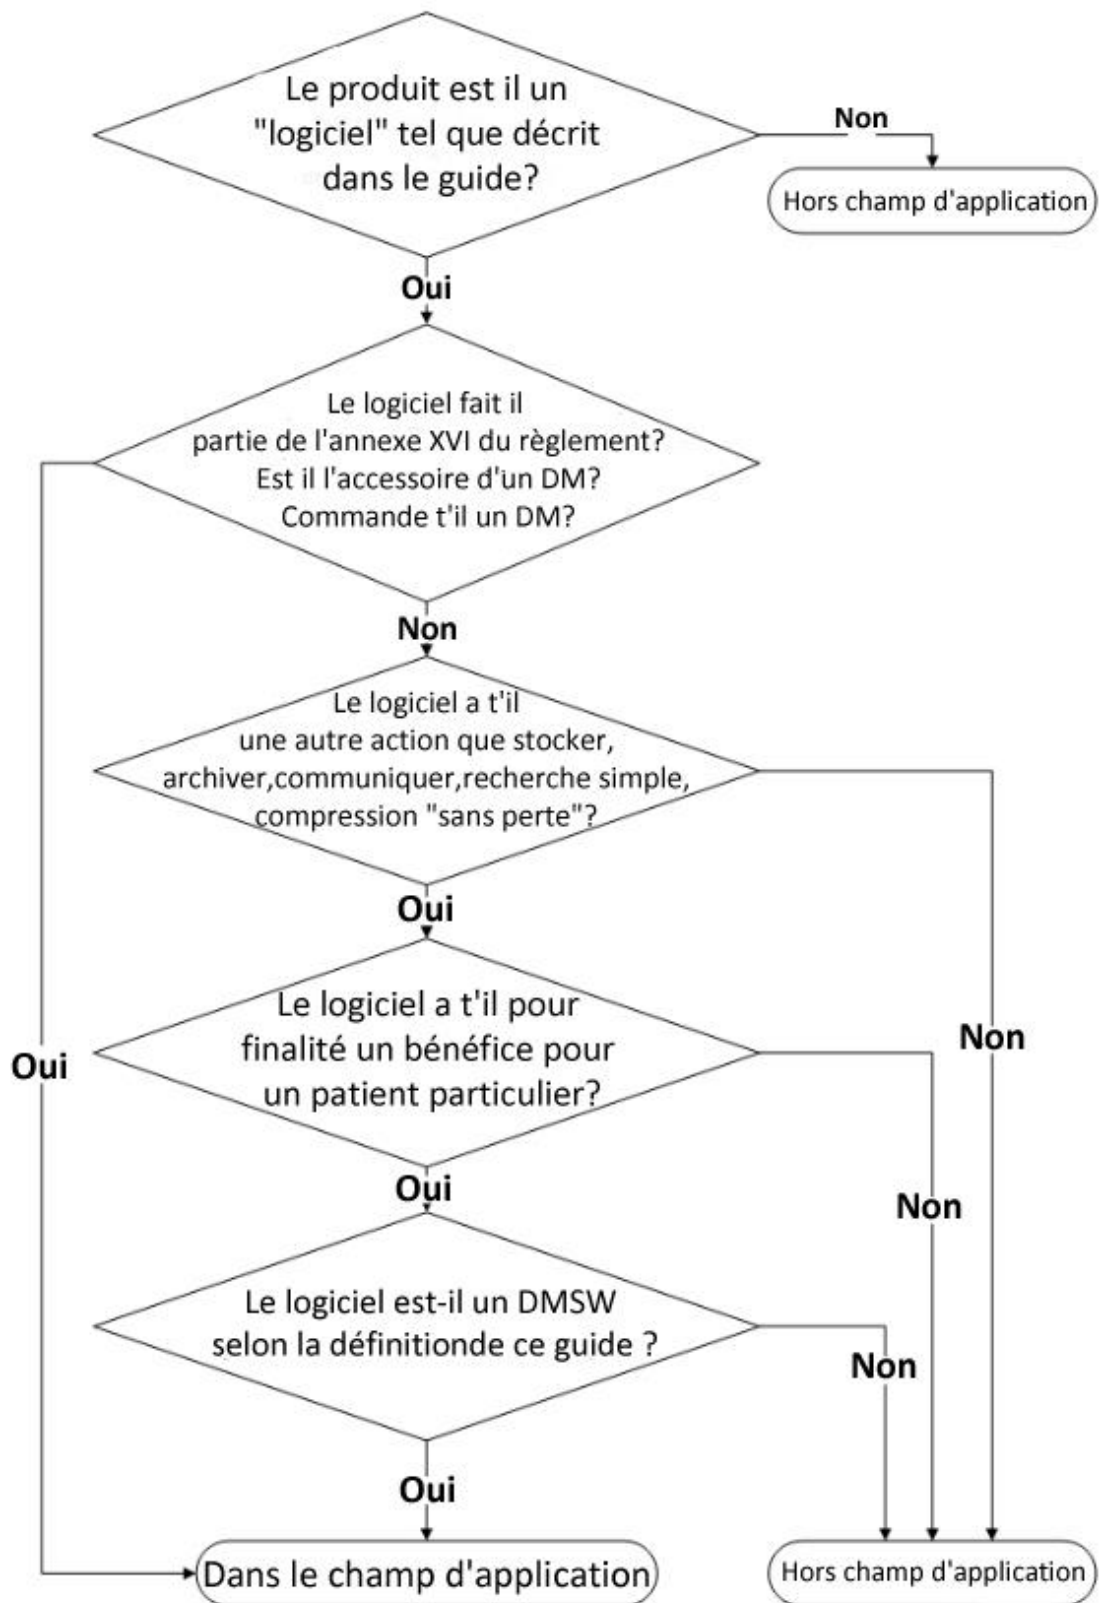 Le produit est il un
"logiciel" tel que décrit
dans le guide?
Non
Hors champ d'application
Oui
Le logiciel fait il
partie de l'annexe XVI du règlement?
Est il l'accessoire d'un DM?
Commande t'il un DM?
Non
Le logiciel a t'il
une autre action que stocker,
archiver,communiquer,recherche simple,
compression "sans perte"?
Oui
Le logiciel a t'il pour
finalité un bénéfice pour
un patient particulier?
Non
Oui
Oui
Non
Le logiciel est-il un DMSW
selon la définitionde ce guide ?
Non
Oui
Dans le champ d'application
Hors champ d'application